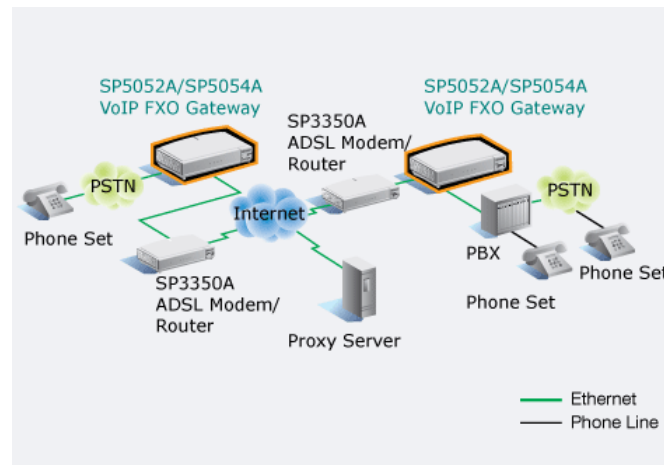 SP5052A/SP5054A
VoIP FXO Gateway
SP5052A/SP5054A
VoIP FXO Gateway
SP3350A
ADSL Modem/
Router
PSTN
PSTN
Internet
Phone Set
PBX
Phone Set
SP3350A
ADSL Modem/
Router
Phone Set
Proxy Server
Ethernet
Phone Line